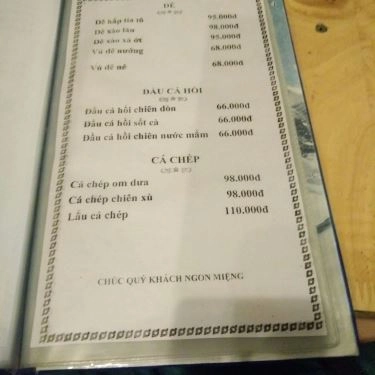 DÊ
Dê hấp tía tô 95.000đ
Dê xào lăn 98.000đ
Dê xào xả ớt 95.000đ
Vú dê nướng 68.000đ
Vú dê né 68.000đ
ĐẦU CÁ HỒI
Đầu cá hồi chiên dòn 66.000đ
Đầu cá hồi sốt cà 66.000đ
Đầu cá hồi chiên nước mắm 66.000đ
CÁ CHÉP
Cá chép om dưa 98.000đ
Cá chép chiên xù 98.000đ
Lẩu cá chép 110.000đ
CHÚC QUÝ KHÁCH NGON MIỆNG